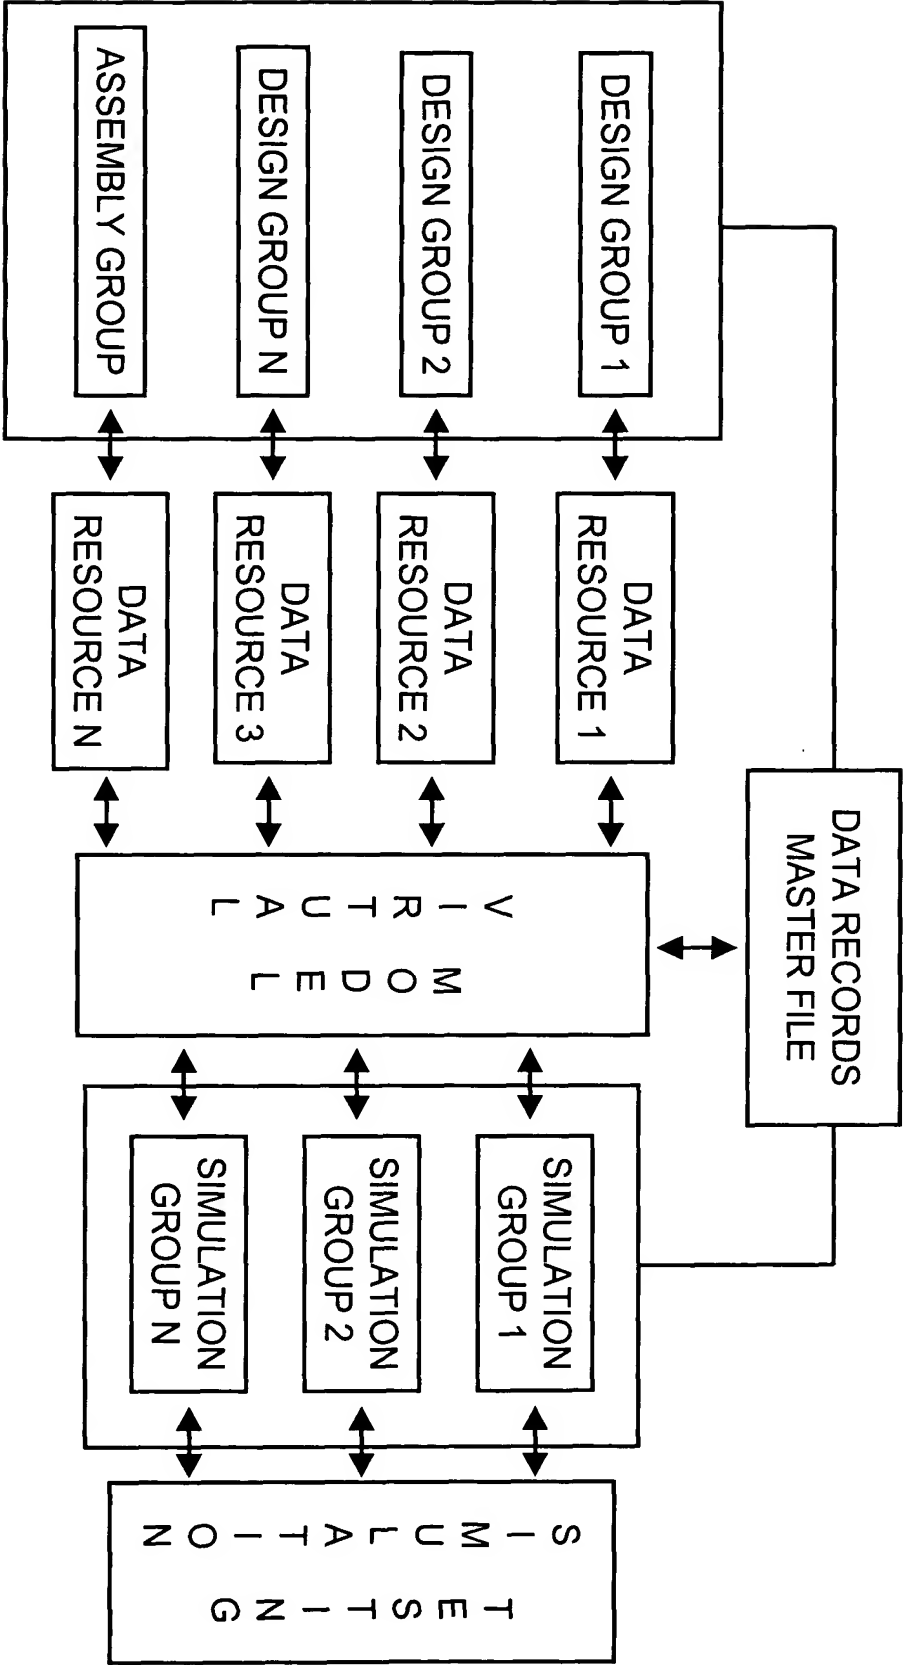 DATA RECORDS
MASTER FILE
DESIGN GROUP 1
DESIGN GROUP 2
DESIGN GROUP N
ASSEMBLY GROUP
DATA
RESOURCE 1
DATA
RESOURCE 2
DATA
RESOURCE 3
DATA
RESOURCE N
VIRTUAL
MODEL
SIMULATION
GROUP 1
SIMULATION
GROUP 2
SIMULATION
GROUP N
SIMULATION
TESTING